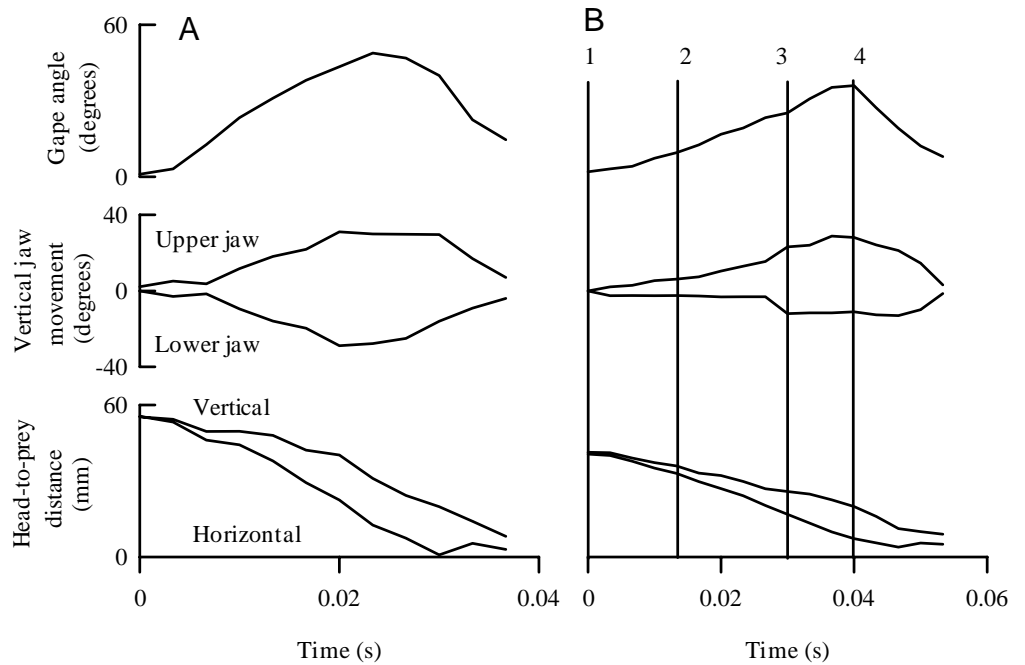 A
B
60
0
Gape angle
(degrees)
1
2
3
4
40
0
-40
Vertical jaw
movement
(degrees)
Upper jaw
Lower jaw
60
0
Head-to-prey
distance
(mm)
Vertical
Horizontal
0
0.02
0.04
Time (s)
0
0.02
0.04
0.06
Time (s)